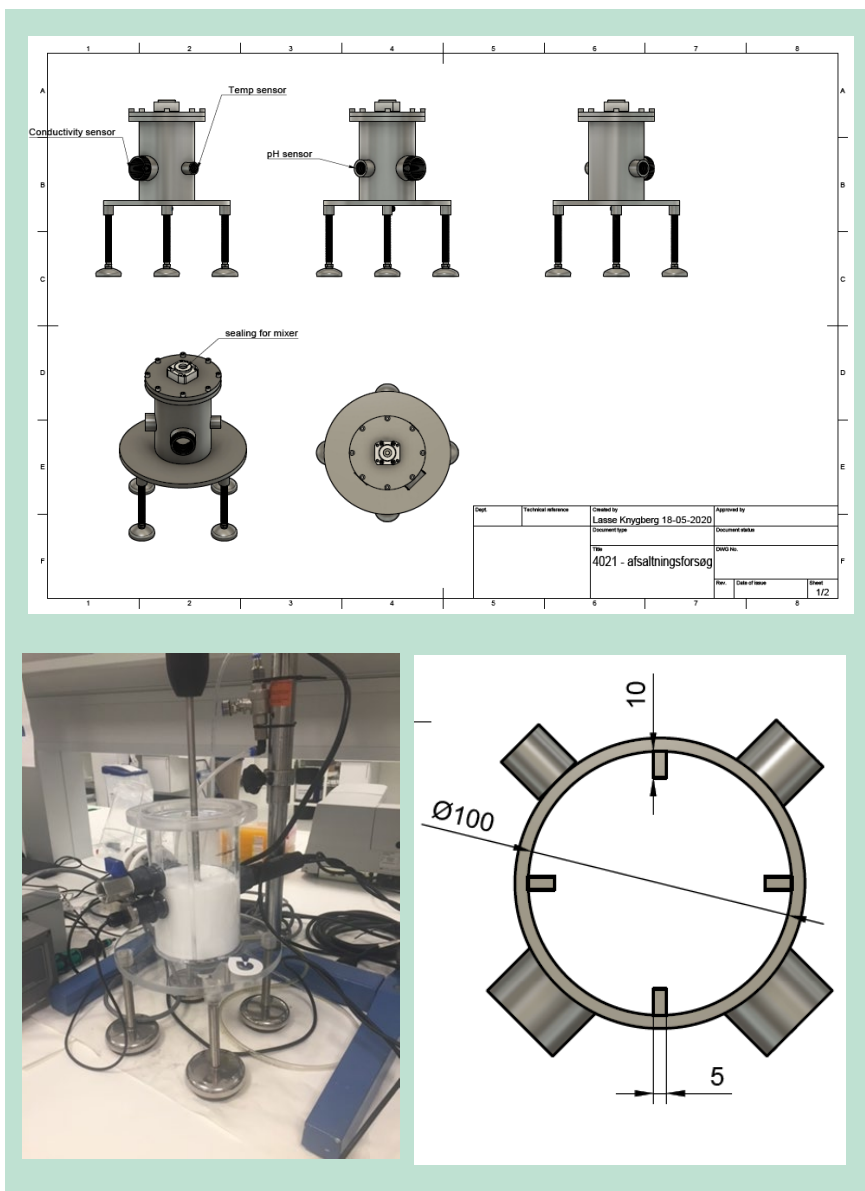 1 2 3 4 5 6 7 8
A A
Temp sensor
Conductivity sensor
pH sensor
B B
C C
sealing for mixer
D D
E E
Dept. Technical reference Created by Approved by
Lasse Knygberg 18-05-2020
Document type Document status
Title DWG No.
4021 - afsaltningsforsøg
F F
Rev. Date of issue Sheet
1/2
1 2 3 4 5 6 7 8
10
Ø100
5